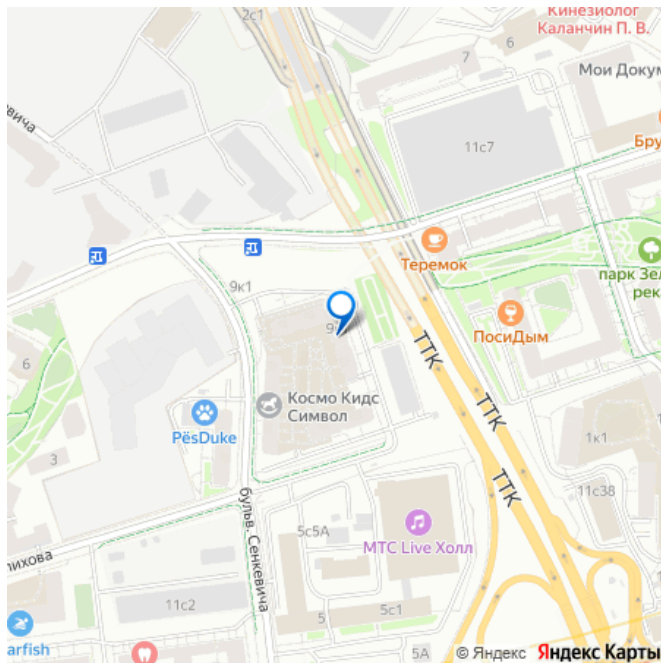 2с1
Кинезиолог
Каланчин П. В.
6
7
Мои Докум
евича
11с7
Бру
Теремок
парк Зел
река
9к1
9
ПосиДым
ТТК
6
Космо Кидс
Символ
ТТК
PёsDuke
1к1
3
ТТК
11с38
5с5А
МТС Live Холл
лихова
бульв. Сенкевича
11с2
5
5с1
arfish
5А
© Яндекс Яндекс Карты